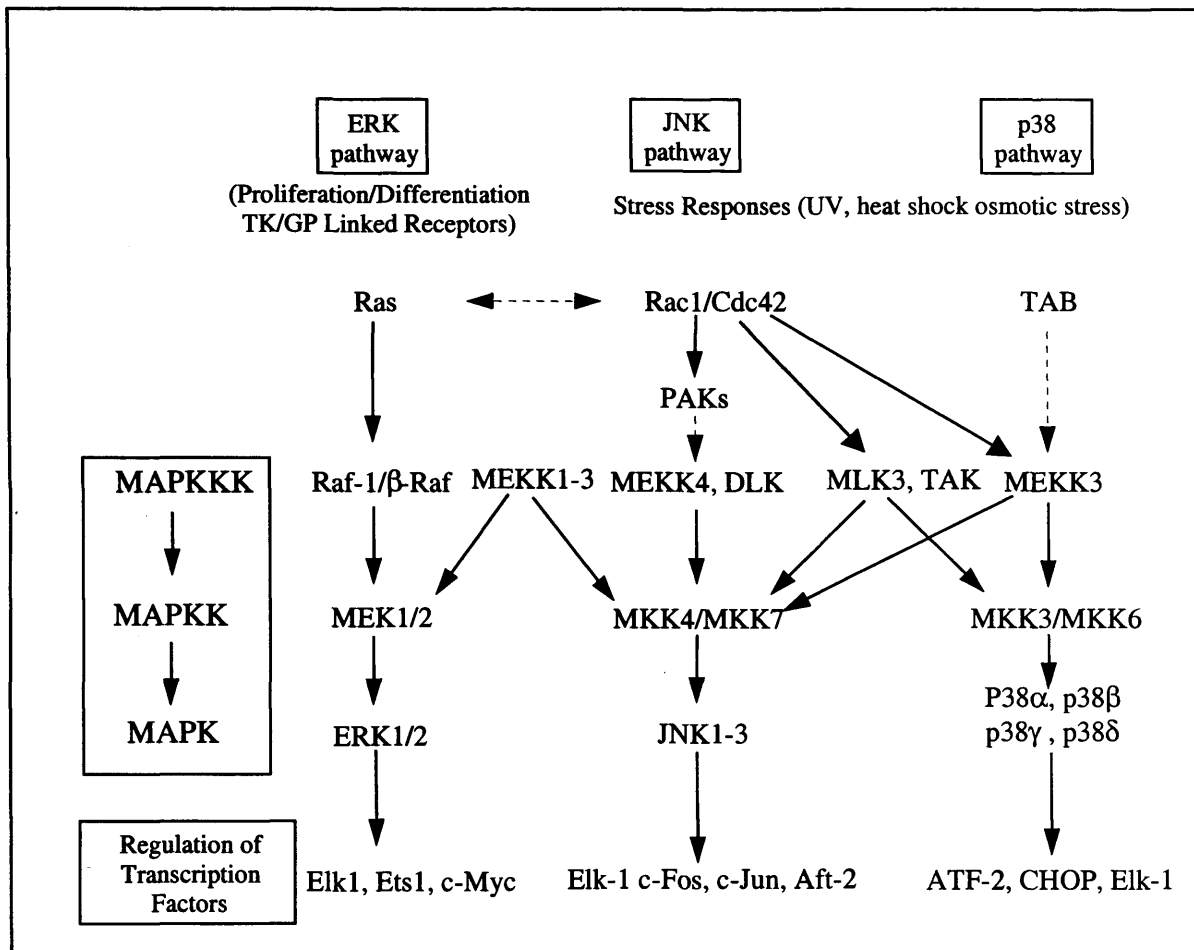 ERK
pathway
JNK
pathway
p38
pathway
(Proliferation/Differentiation
TK/GP Linked Receptors)
Stress Responses (UV, heat shock osmotic stress)
Ras
Rac1/Cdc42
TAB
PAKs
MAPKKK
Raf-1/β-Raf
MEKK1-3
MEKK4, DLK
MLK3, TAK
MEKK3
MAPKK
MEK1/2
MKK4/MKK7
MKK3/MKK6
MAPK
ERK1/2
JNK1-3
P38α, p38β
p38γ , p38δ
Regulation of
Transcription
Factors
Elk1, Ets1, c-Myc
Elk-1 c-Fos, c-Jun, Aft-2
ATF-2, CHOP, Elk-1